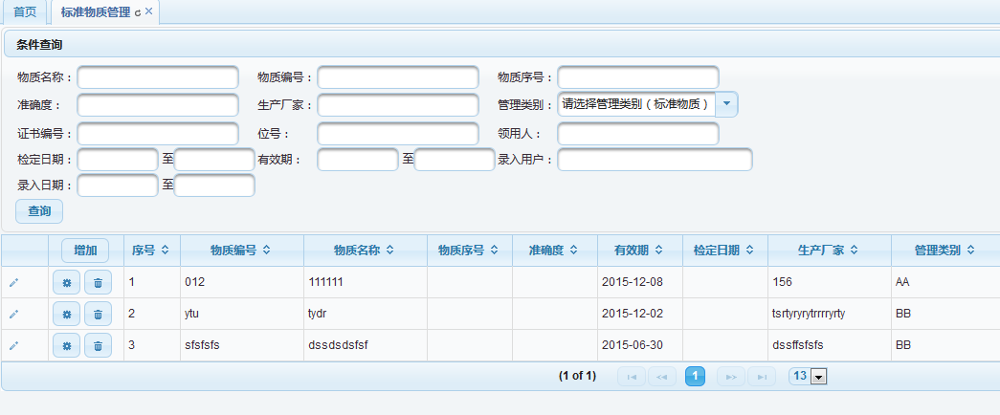 首页 标准物质管理
条件查询
物质名称： 物质编号： 物质序号：
准确度： 生产厂家： 管理类别： 请选择管理类别（标准物质）
证书编号： 位号： 领用人：
检定日期： 至 有效期： 至 录入用户：
录入日期： 至
查询
增加 序号 物质编号 物质名称 物质序号 准确度 有效期 检定日期 生产厂家 管理类别
1 012 111111 2015-12-08 156 AA
2 ytu tydr 2015-12-02 tsrtyryrytrrrryrty BB
3 sfsfsfs dssdsdsfsf 2015-06-30 dssffsfsfs BB
(1 of 1) 1 13